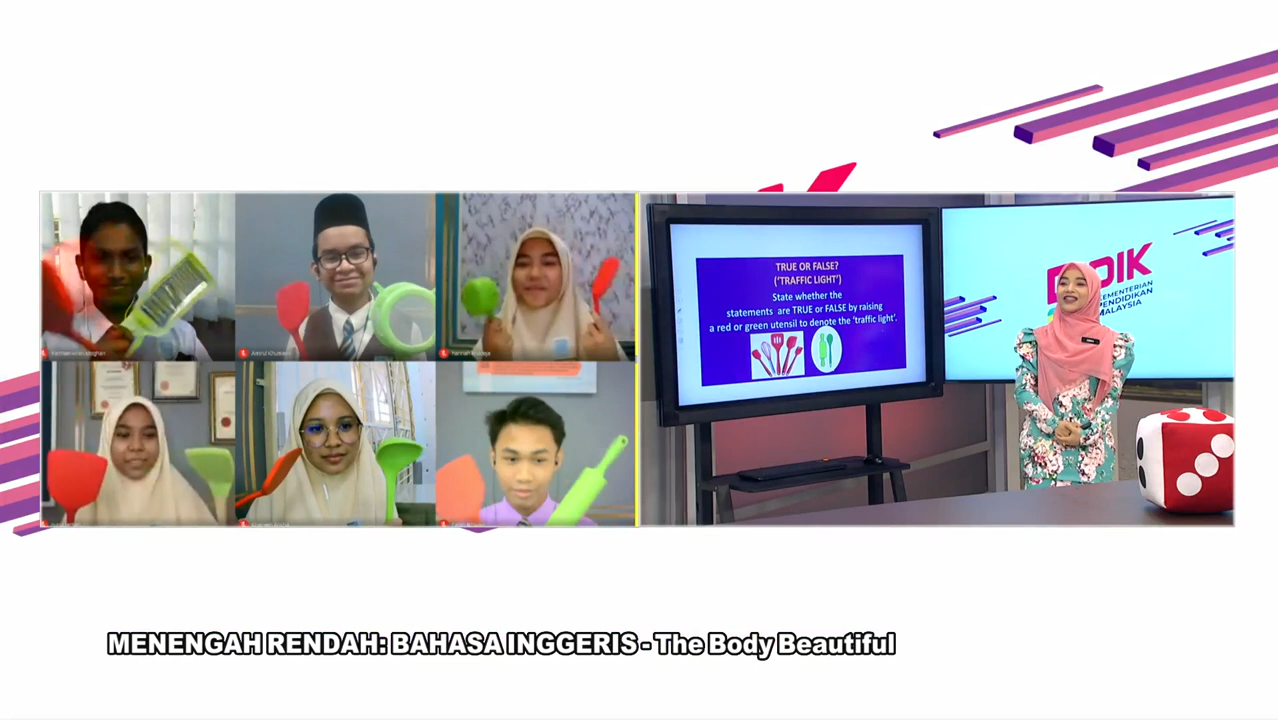 TRUE OR FALSE?
('TRAFFIC LIGHT')
State whether the
statements are TRUE or FALSE by raising
a red or green utensil to denote the 'traffic light'.
KEMENTERIAN
PENDIDIKAN
MALAYSIA
MENENGAH RENDAH: BAHASA INGGERIS - The Body Beautiful